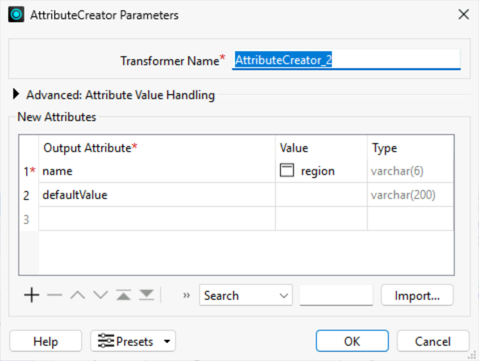 AttributeCreator Parameters
Transformer Name* AttributeCreator_2
Advanced: Attribute Value Handling
New Attributes
Output Attribute* Value Type
1* name region varchar(6)
2 defaultValue varchar(200)
3
» Search Import...
Help Presets OK Cancel